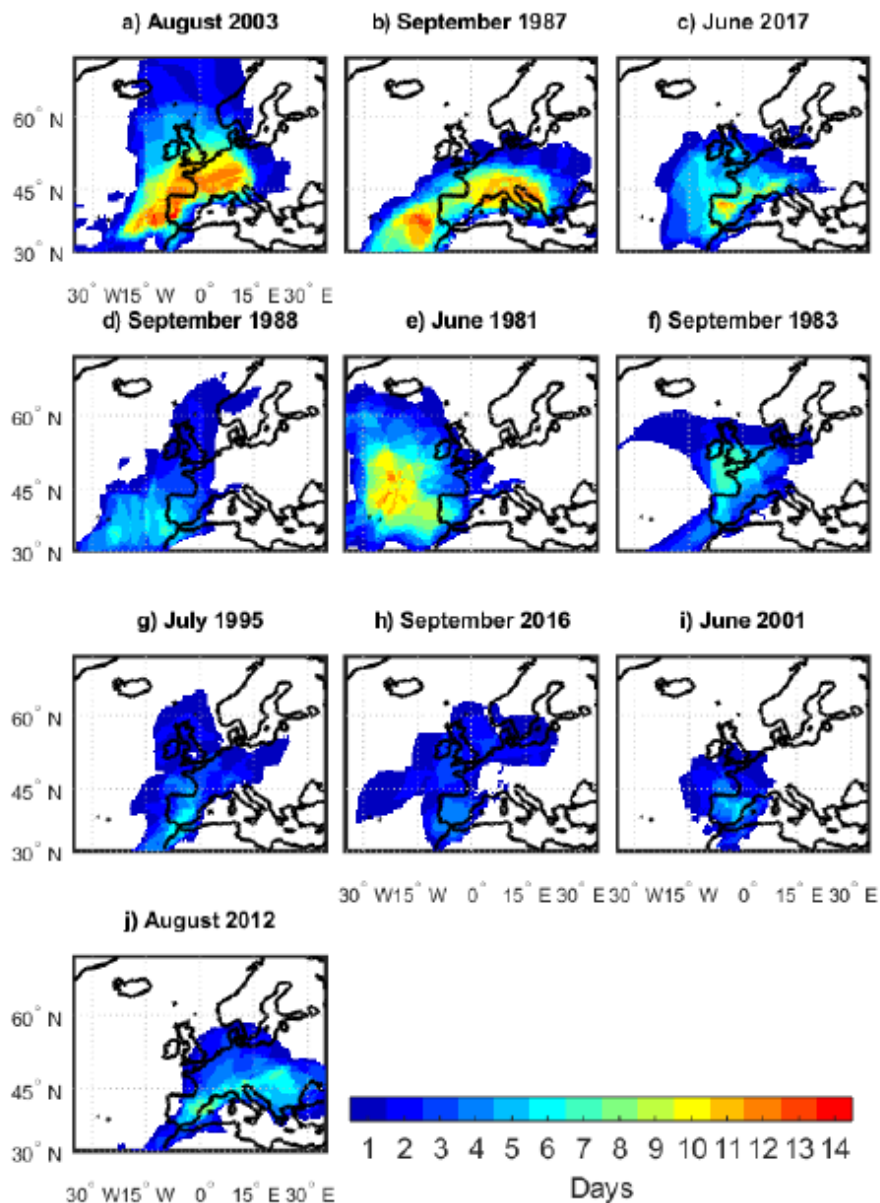 a) August 2003 b) September 1987 c) June 2017
60° N
45° N
30° N
30° W15° W 0° 15° E 30° E
d) September 1988 e) June 1981 f) September 1983
60° N
45° N
30° N
g) July 1995 h) September 2016 i) June 2001
60° N
45° N
30° N
30° W15° W 0° 15° E 30° E 30° W15° W 0° 15° E 30° E
j) August 2012
60° N
45° N
30° N
1 2 3 4 5 6 7 8 9 10 11 12 13 14
30° W15° W 0° 15° E 30° E
Days